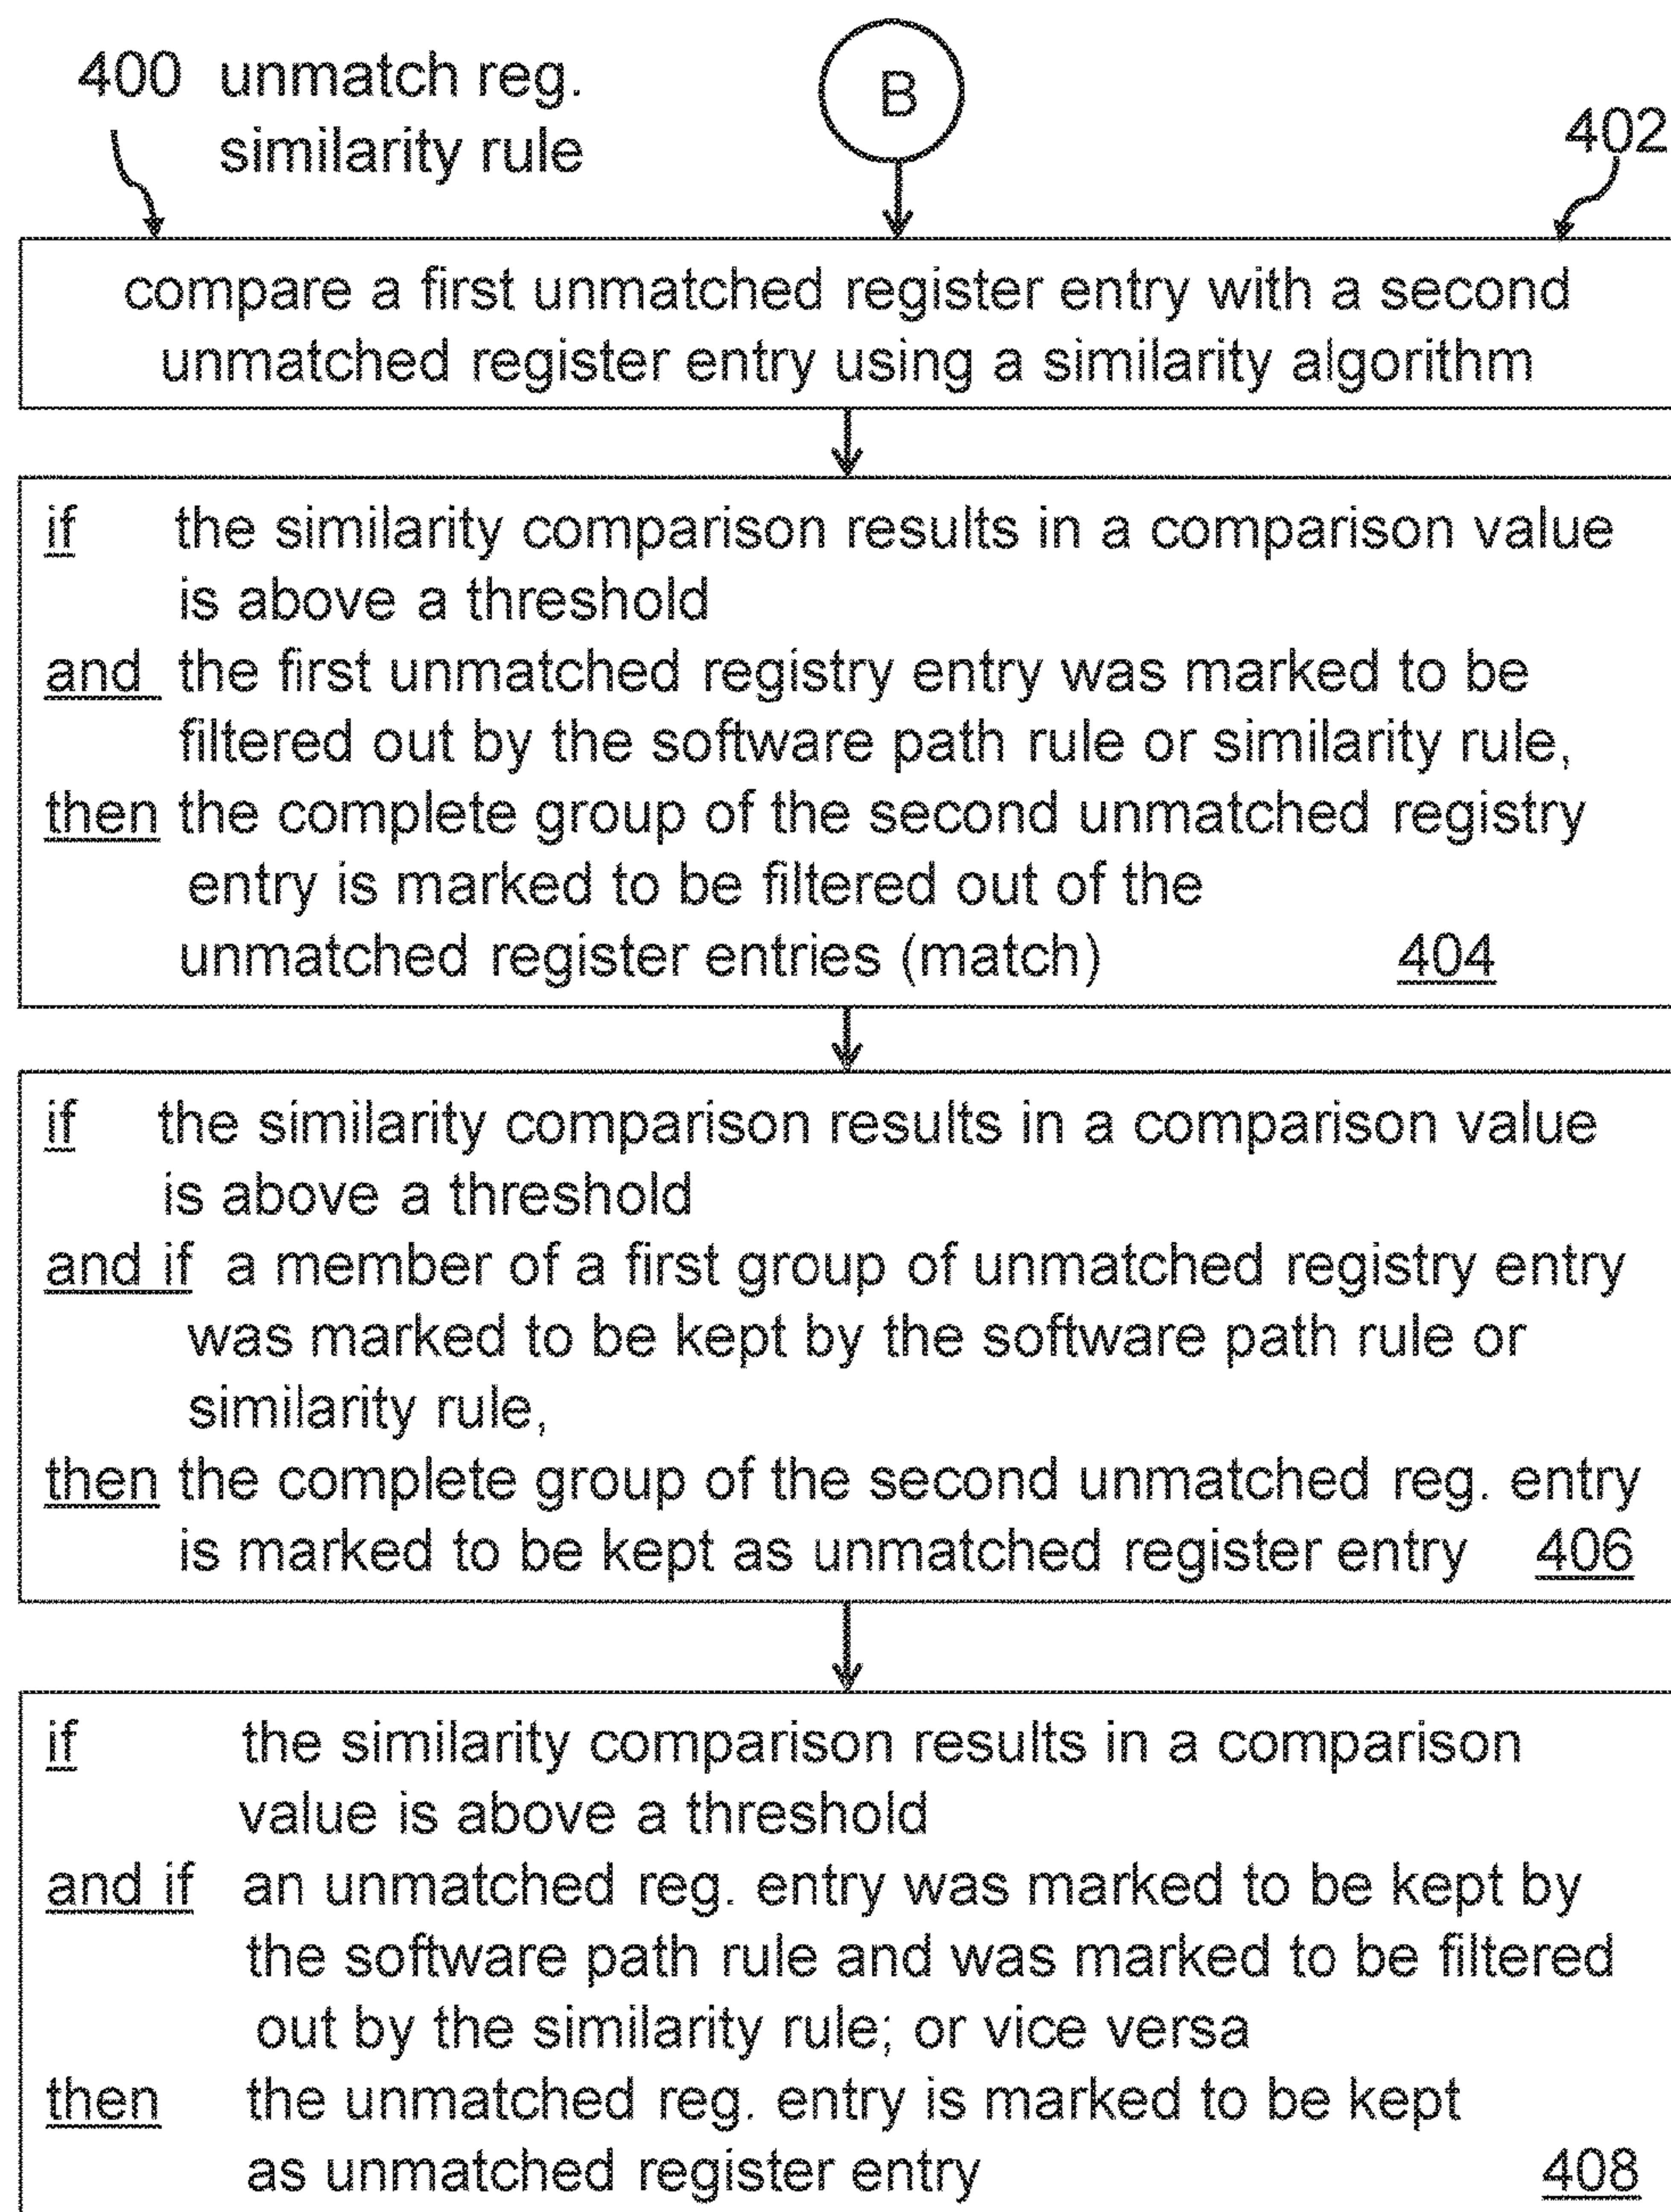 400 unmatch reg.
similarity rule
B
402
compare a first unmatched register entry with a second
unmatched register entry using a similarity algorithm
if the similarity comparison results in a comparison value
is above a threshold
and the first unmatched registry entry was marked to be
filtered out by the software path rule or similarity rule,
then the complete group of the second unmatched registry
entry is marked to be filtered out of the
unmatched register entries (match) 404
if the similarity comparison results in a comparison value
is above a threshold
and if a member of a first group of unmatched registry entry
was marked to be kept by the software path rule or
similarity rule,
then the complete group of the second unmatched reg. entry
is marked to be kept as unmatched register entry 406
if the similarity comparison results in a comparison
value is above a threshold
and if an unmatched reg. entry was marked to be kept by
the software path rule and was marked to be filtered
out by the similarity rule; or vice versa
then the unmatched reg. entry is marked to be kept
as unmatched register entry 408